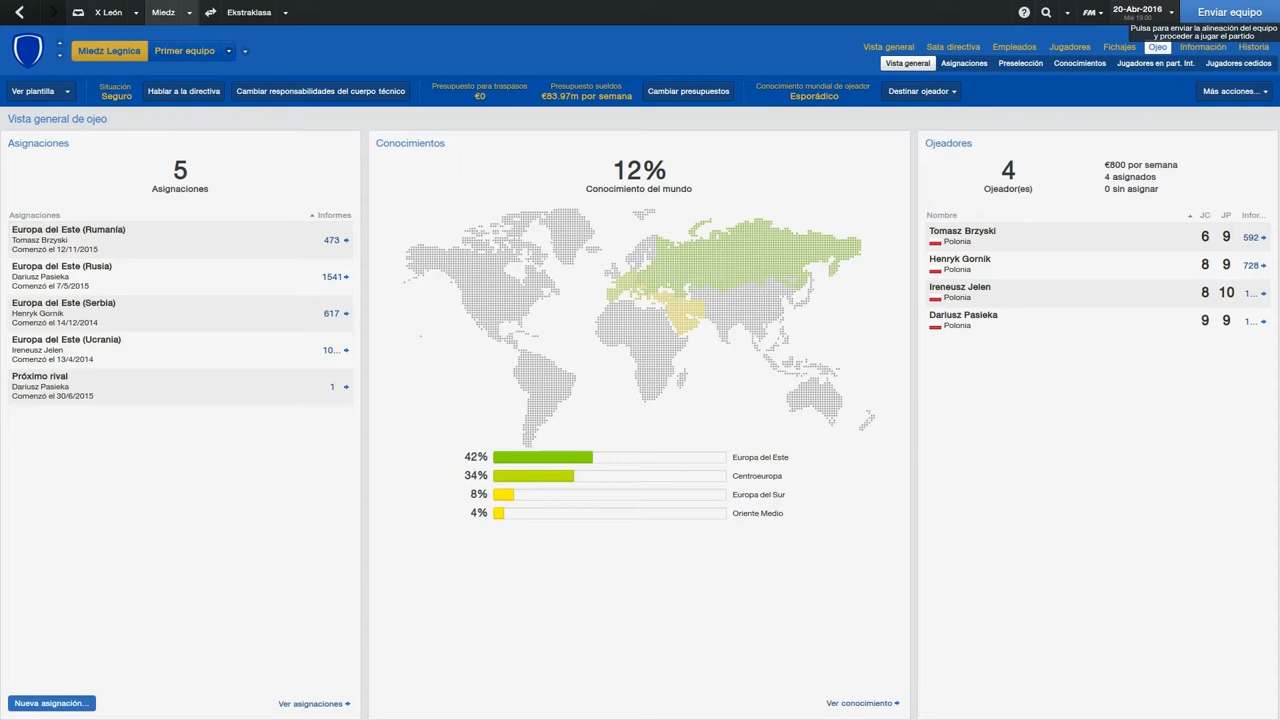 X León
Miedz
Ekstraklasa
?
FM
20-Abr-2016
Mié 19:00
Enviar equipo
Pulsa para enviar la alineación del equipo
y proceder a jugar el partido
Miedz Legnica
Primer equipo
Vista general
Sala directiva
Empleados
Jugadores
Fichajes
Ojeo
Información
Historia
Vista general
Asignaciones
Preselección
Conocimientos
Jugadores en part. Int.
Jugadores cedidos
Ver plantilla
Situación
Seguro
Hablar a la directiva
Cambiar responsabilidades del cuerpo técnico
Presupuesto para traspasos
€0
Presupuesto sueldos
€83.97m por semana
Cambiar presupuestos
Conocimiento mundial de ojeador
Esporádico
Destinar ojeador
Más acciones...
Vista general de ojeo
Asignaciones
5
Asignaciones
Asignaciones
Informes
Europa del Este (Rumanía)
Tomasz Brzyski
473
Comenzó el 12/11/2015
Europa del Este (Rusia)
Dariusz Pasieka
1541
Comenzó el 7/5/2015
Europa del Este (Serbia)
Henryk Gornik
617
Comenzó el 14/12/2014
Europa del Este (Ucrania)
Ireneusz Jelen
10...
Comenzó el 13/4/2014
Próximo rival
Dariusz Pasieka
1
Comenzó el 30/6/2015
Nueva asignación...
Ver asignaciones
Conocimientos
12%
Conocimiento del mundo
42%
Europa del Este
34%
Centroeuropa
8%
Europa del Sur
4%
Oriente Medio
Ver conocimiento
Ojeadores
4
Ojeador(es)
€800 por semana
4 asignados
0 sin asignar
Nombre
JC
JP
Infor...
Tomasz Brzyski
Polonia
6
9
592
Henryk Gornik
Polonia
8
9
728
Ireneusz Jelen
Polonia
8
10
1...
Dariusz Pasieka
Polonia
9
9
1...